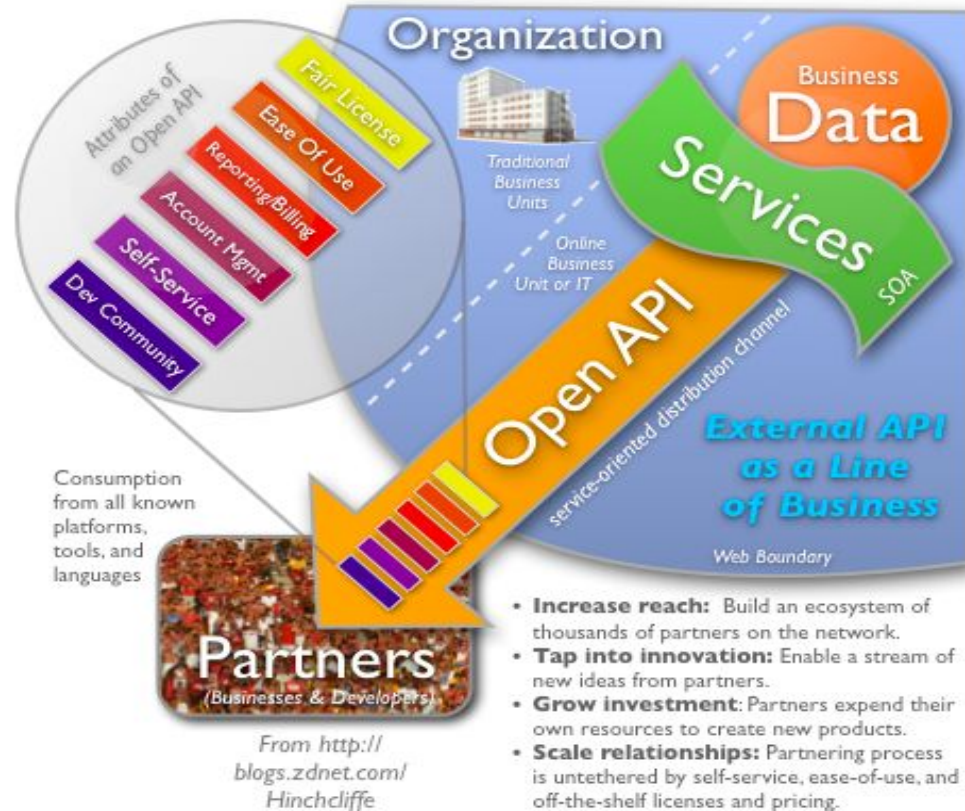 Organization
Attributes of
an Open API
Fair License
Ease Of Use
Reporting/Billing
Account Mgmt
Self-Service
Dev Community
Traditional
Business
Units
Online
Business
Unit or IT
Business
Data
Services
SOA
Open API
service-oriented distribution channel
External API
as a Line
of Business
Web Boundary
Consumption
from all known
platforms,
tools, and
languages
Partners
(Businesses & Developers)
From http://
blogs.zdnet.com/
Hinchcliffe
• Increase reach: Build an ecosystem of
thousands of partners on the network.
• Tap into innovation: Enable a stream of
new ideas from partners.
• Grow investment: Partners expend their
own resources to create new products.
• Scale relationships: Partnering process
is untethered by self-service, ease-of-use, and
off-the-shelf licenses and pricing.